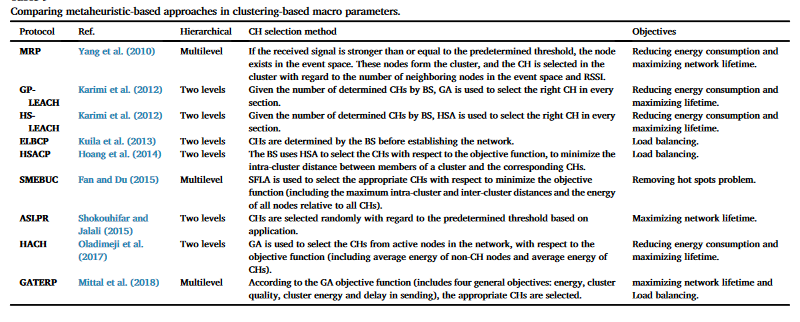 Comparing metaheuristic-based approaches in clustering-based macro parameters.
Protocol Ref. Hierarchical CH selection method Objectives
MRP Yang et al. (2010) Multilevel If the received signal is stronger than or equal to the predetermined threshold, the node Reducing energy consumption and
exists in the event space. These nodes form the cluster, and the CH is selected in the maximizing network lifetime.
cluster with regard to the number of neighboring nodes in the event space and RSSI.
GP- Karimi et al. (2012) Two levels Given the number of determined CHs by BS, GA is used to select the right CH in every Reducing energy consumption and
LEACH section. maximizing lifetime.
HS- Karimi et al. (2012) Two levels Given the number of determined CHs by BS, HSA is used to select the right CH in every Reducing energy consumption and
LEACH section. maximizing lifetime.
ELBCP Kuila et al. (2013) Two levels CHs are determined by the BS before establishing the network. Load balancing.
HSACP Hoang et al. (2014) Two levels The BS uses HSA to select the CHs with respect to the objective function, to minimize the Load balancing.
intra-cluster distance between members of a cluster and the corresponding CHs.
SMEBUC Fan and Du (2015) Multilevel SFLA is used to select the appropriate CHs with respect to minimize the objective Removing hot spots problem.
function (including the maximum intra-cluster and inter-cluster distances and the energy
of all nodes relative to all CHs).
ASLPR Shokouhifar and Two levels CHs are selected randomly with regard to the predetermined threshold based on Maximizing network lifetime.
Jalali (2015) application.
HACH Oladimeji et al. Two levels GA is used to select the CHs from active nodes in the network, with respect to the Reducing energy consumption and
(2017) objective function (including average energy of non-CH nodes and average energy of maximizing lifetime.
CHs).
GATERP Mittal et al. (2018) Multilevel According to the GA objective function (includes four general objectives: energy, cluster maximizing network lifetime and
quality, cluster energy and delay in sending), the appropriate CHs are selected. Load balancing.